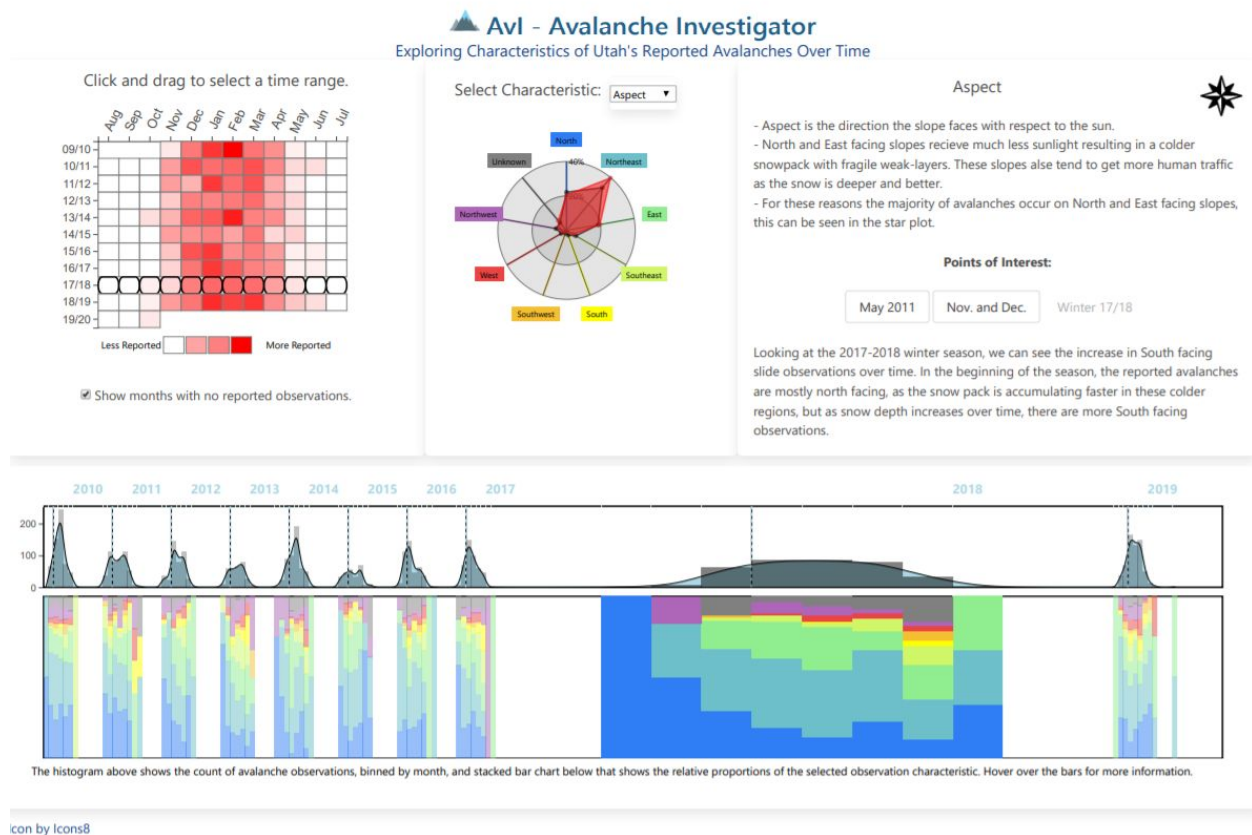 AvI - Avalanche Investigator
Exploring Characteristics of Utah's Reported Avalanches Over Time
Click and drag to select a time range.
Aug Sep Oct Nov Dec Jan Feb Mar Apr May Jun Jul
09/10
10/11
11/12
12/13
13/14
14/15
15/16
16/17
17/18
18/19
19/20
Less Reported More Reported
Show months with no reported observations.
Select Characteristic: Aspect
North
Unknown 40% Northeast
Northwest East
West Southeast
Southwest South
Aspect
- Aspect is the direction the slope faces with respect to the sun.
- North and East facing slopes recieve much less sunlight resulting in a colder
snowpack with fragile weak-layers. These slopes alse tend to get more human traffic
as the snow is deeper and better.
- For these reasons the majority of avalanches occur on North and East facing slopes,
this can be seen in the star plot.
Points of Interest:
May 2011 Nov. and Dec. Winter 17/18
Looking at the 2017-2018 winter season, we can see the increase in South facing
slide observations over time. In the beginning of the season, the reported avalanches
are mostly north facing, as the snow pack is accumulating faster in these colder
regions, but as snow depth increases over time, there are more South facing
observations.
2010 2011 2012 2013 2014 2015 2016 2017 2018 2019
200
100
0
The histogram above shows the count of avalanche observations, binned by month, and stacked bar chart below that shows the relative proportions of the selected observation characteristic. Hover over the bars for more information.
Icon by Icons8